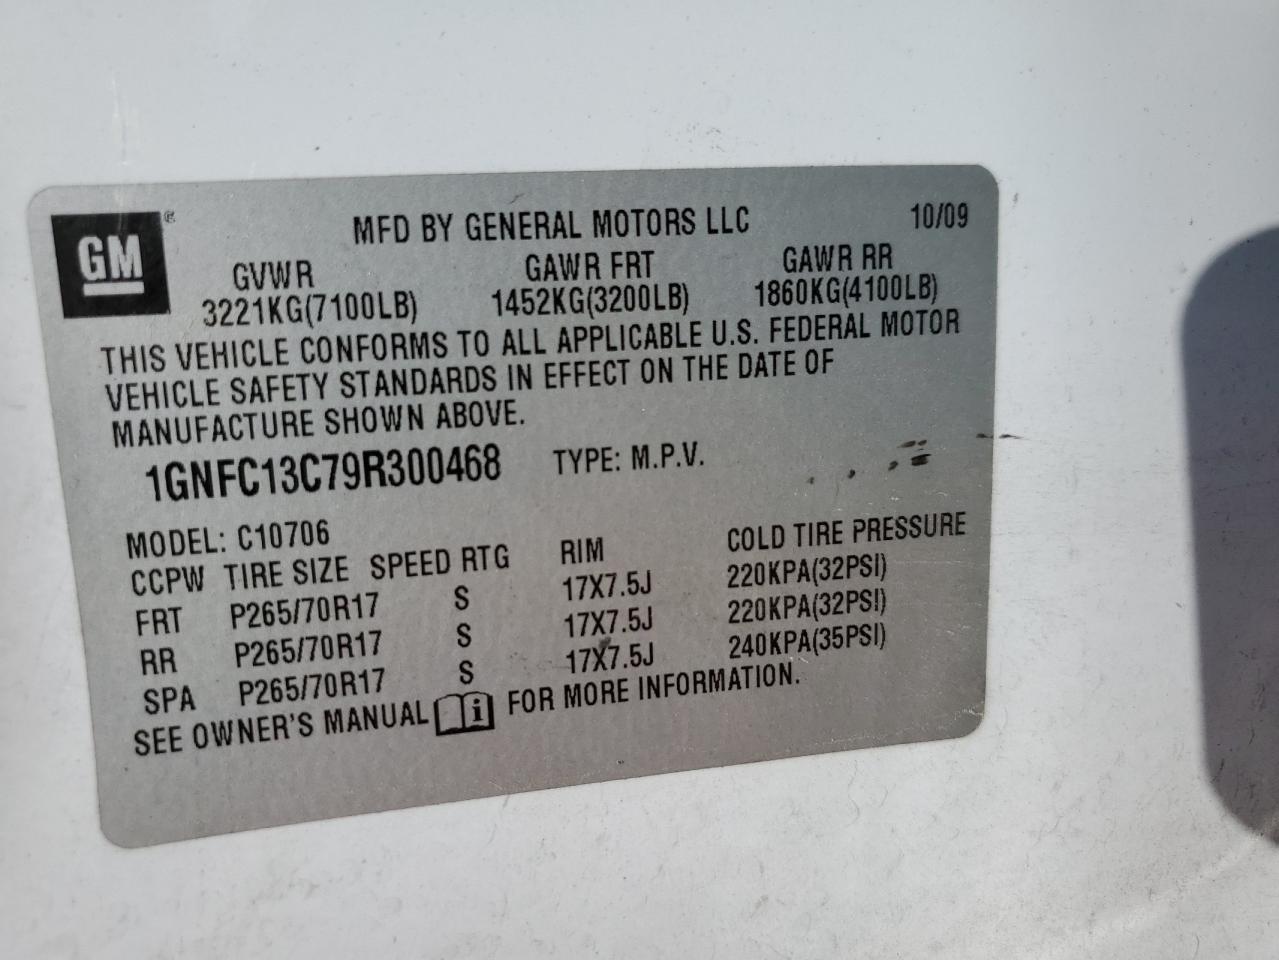 GM ®
MFD BY GENERAL MOTORS LLC 10/09
GVWR GAWR FRT GAWR RR
3221KG(7100LB) 1452KG(3200LB) 1860KG(4100LB)
THIS VEHICLE CONFORMS TO ALL APPLICABLE U.S. FEDERAL MOTOR
VEHICLE SAFETY STANDARDS IN EFFECT ON THE DATE OF
MANUFACTURE SHOWN ABOVE.
1GNFC13C79R300468 TYPE: M.P.V.
MODEL: C10706
CCPW TIRE SIZE SPEED RTG RIM COLD TIRE PRESSURE
FRT P265/70R17 S 17X7.5J 220KPA(32PSI)
RR P265/70R17 S 17X7.5J 220KPA(32PSI)
SPA P265/70R17 S 17X7.5J 240KPA(35PSI)
SEE OWNER'S MANUAL i FOR MORE INFORMATION.